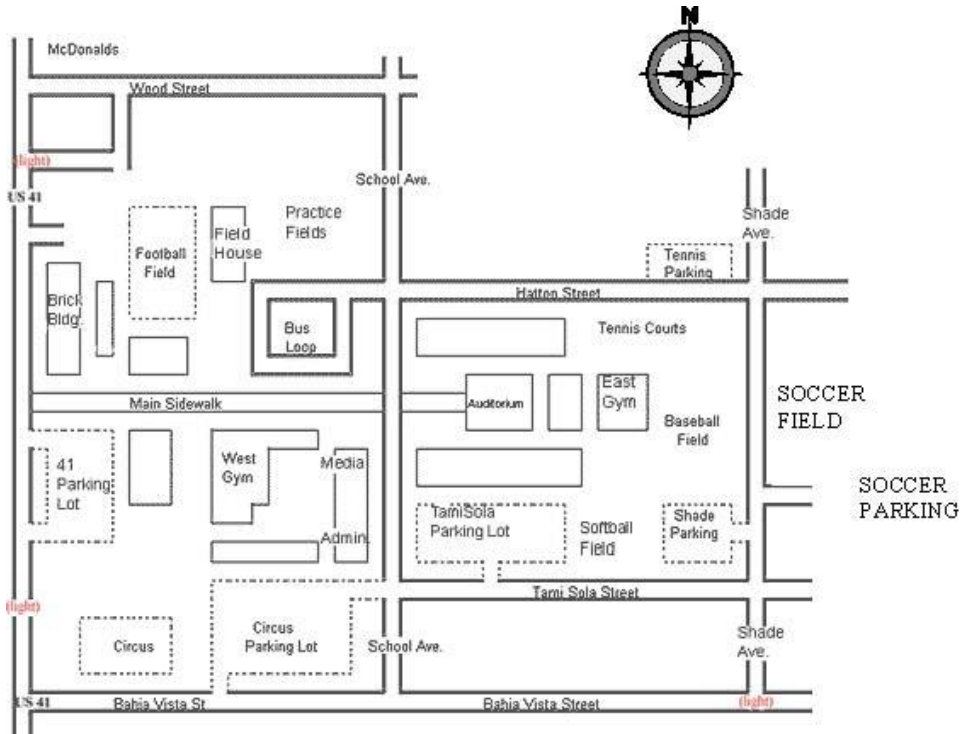 N
McDonalds
Wood Street
(light)
School Ave.
US 41
Shade
Ave.
Practice
Fields
Field
House
Football
Field
Tennis
Parking
Hatton Street
Brick
Bldg.
Bus
Loop
Tennis Courts
East
Gym
SOCCER
FIELD
Main Sidewalk
Auditorium
Baseball
Field
41
Parking
Lot
West
Gym
Media
SOCCER
PARKING
TamiSola
Parking Lot
Softball
Field
Shade
Parking
Admin.
Tami Sola Street
(light)
Circus
Circus
Parking Lot
School Ave.
Shade
Ave.
US 41
Bahia Vista St
Bahia Vista Street
(light)